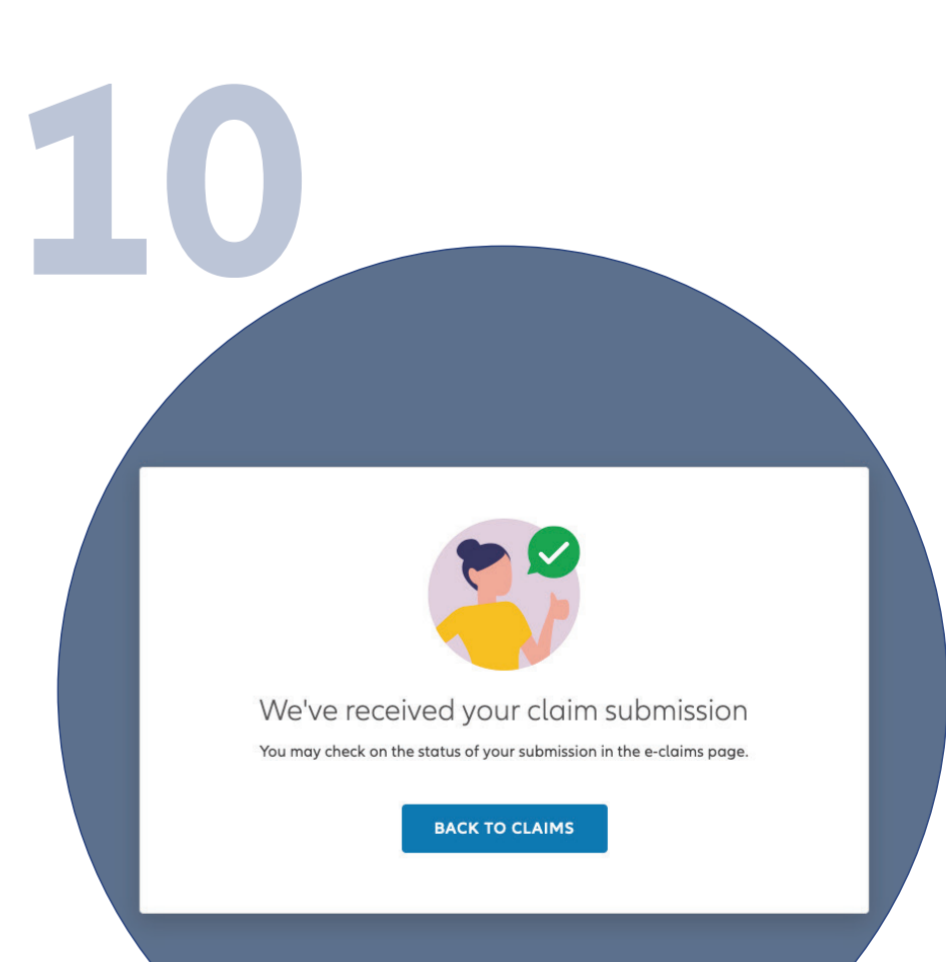 10
We've received your claim submission
You may check on the status of your submission in the e-claims page.
BACK TO CLAIMS